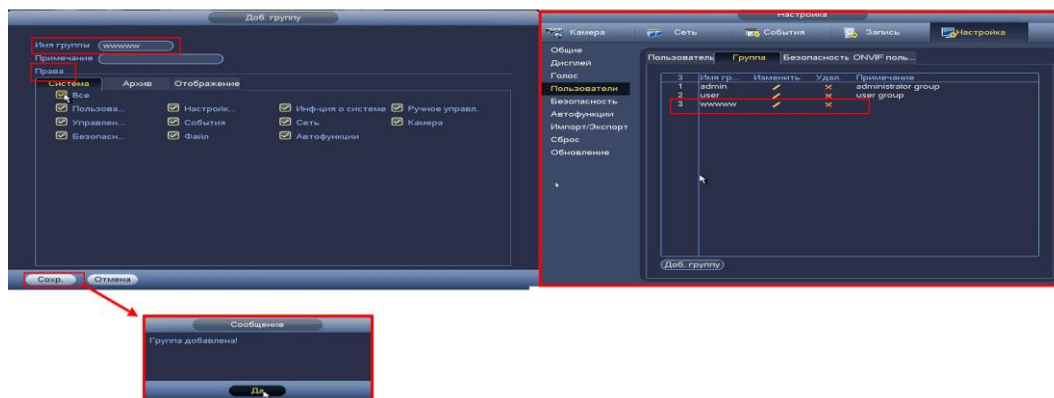 Доб. группу
Имя группы wwwww
Примечание
Права
Система Архив Отображение
Все
Пользова... Настройк... Инф-ция о системе Ручное управл.
Управлен... События Сеть Камера
Безопасн... Файл Автофункции
Сохр. Отмена
Сообщение
Группа добавлена!
Да
Настройка
Камера Сеть События Запись Настройка
Общие
Дисплей
Голос
Пользователи
Безопасность
Автофункции
Импорт/Экспорт
Сброс
Обновление
Пользователь Группа Безопасность ONVIF поль...
3 Имя гр... Изменить Удал. Примечание
1 admin administrator group
2 user user group
3 wwwww
Доб. группу